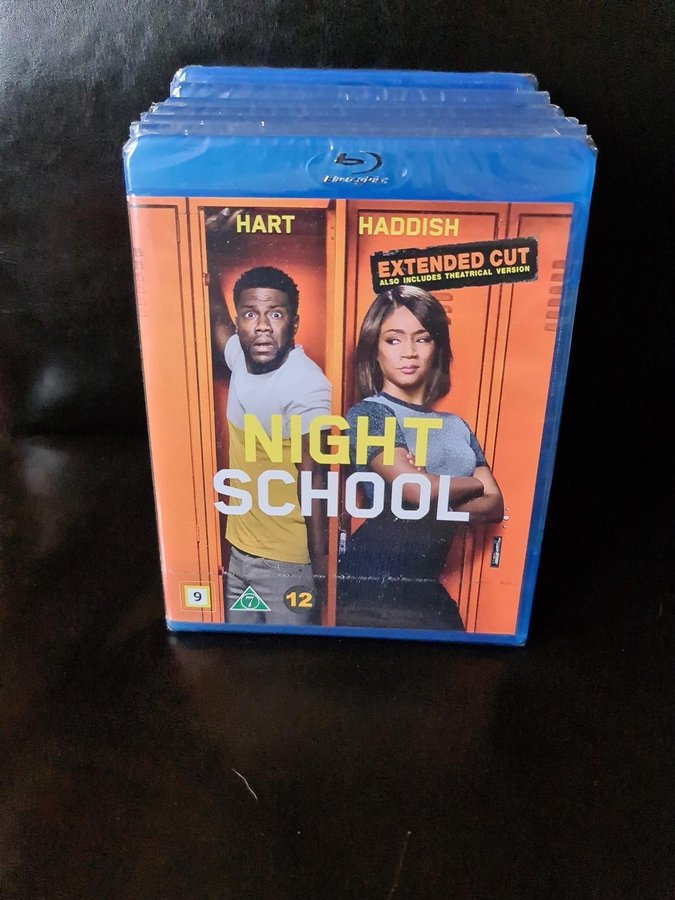 Blu-ray Disc
HART
HADDISH
EXTENDED CUT
ALSO INCLUDES THEATRICAL VERSION
NIGHT
SCHOOL
9
7
12